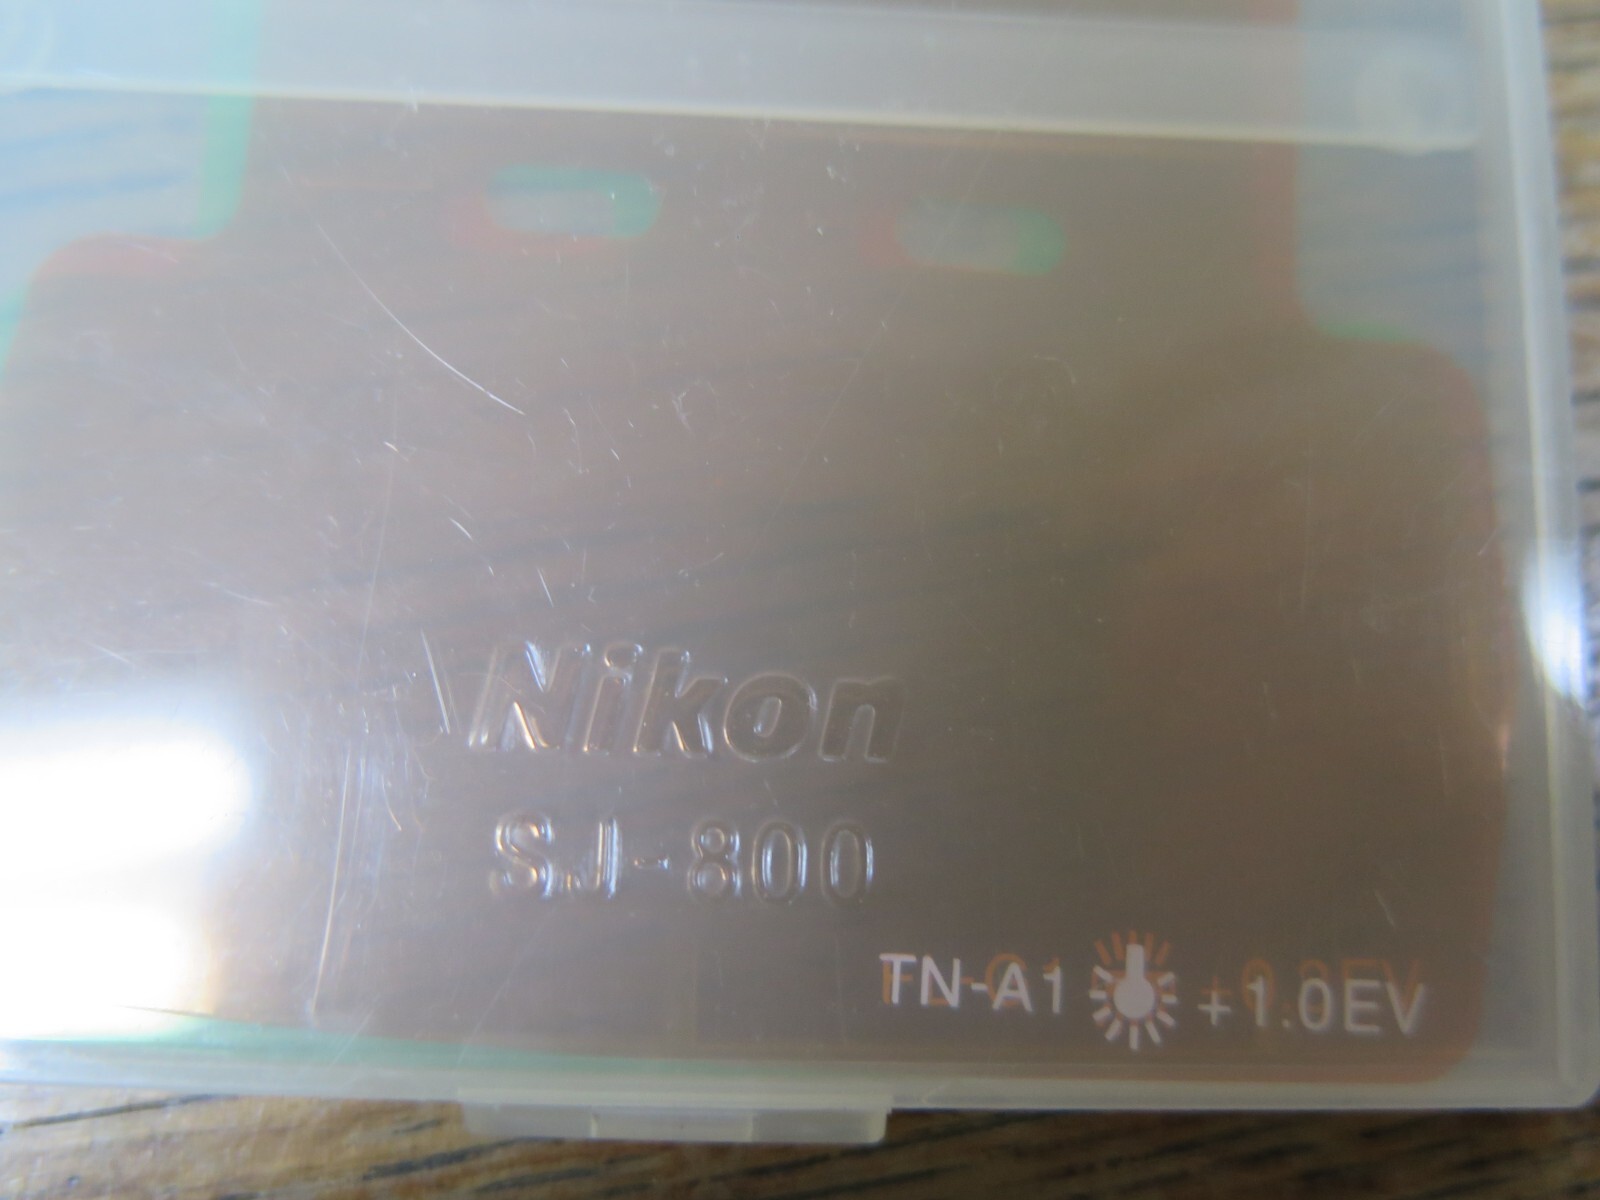 Nikon
SJ-800
TN-A1 +1.0EV